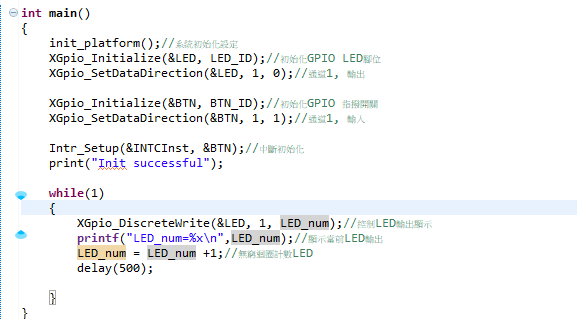 int main()
{
init_platform();//系統初始化設定
XGpio_Initialize(&LED, LED_ID);//初始化GPIO LED腳位
XGpio_SetDataDirection(&LED, 1, 0);//通道1, 輸出
XGpio_Initialize(&BTN, BTN_ID);//初始化GPIO 指撥開關
XGpio_SetDataDirection(&BTN, 1, 1);//通道1, 輸入
Intr_Setup(&INTCInst, &BTN);//中斷初始化
print("Init successful");
while(1)
{
XGpio_DiscreteWrite(&LED, 1, LED_num);//控制LED輸出顯示
printf("LED_num=%x\n",LED_num);//顯示當前LED輸出
LED_num = LED_num +1;//無窮迴圈計數LED
delay(500);
}
}